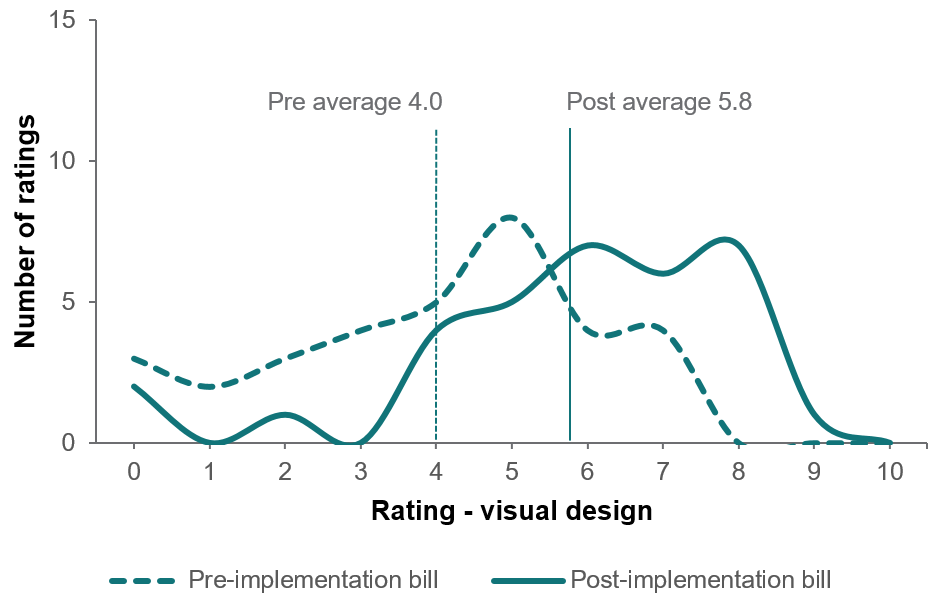 15
Pre average 4.0
Post average 5.8
10
5
0
Number of ratings
0 1 2 3 4 5 6 7 8 9 10
Rating - visual design
Pre-implementation bill
Post-implementation bill